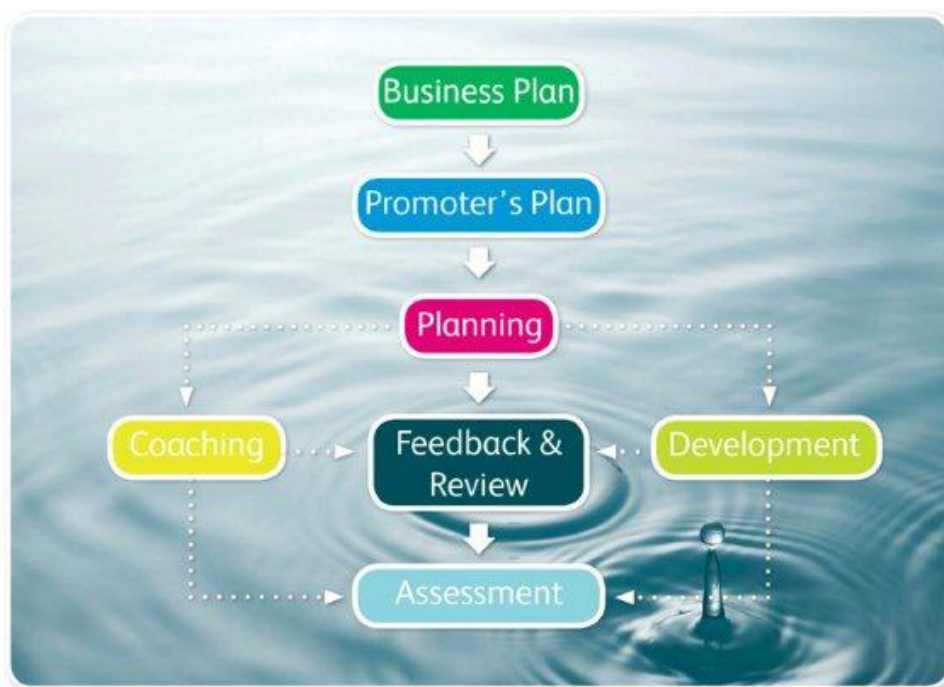 Business Plan
Promoter's Plan
Planning
Coaching
Feedback &
Review
Development
Assessment